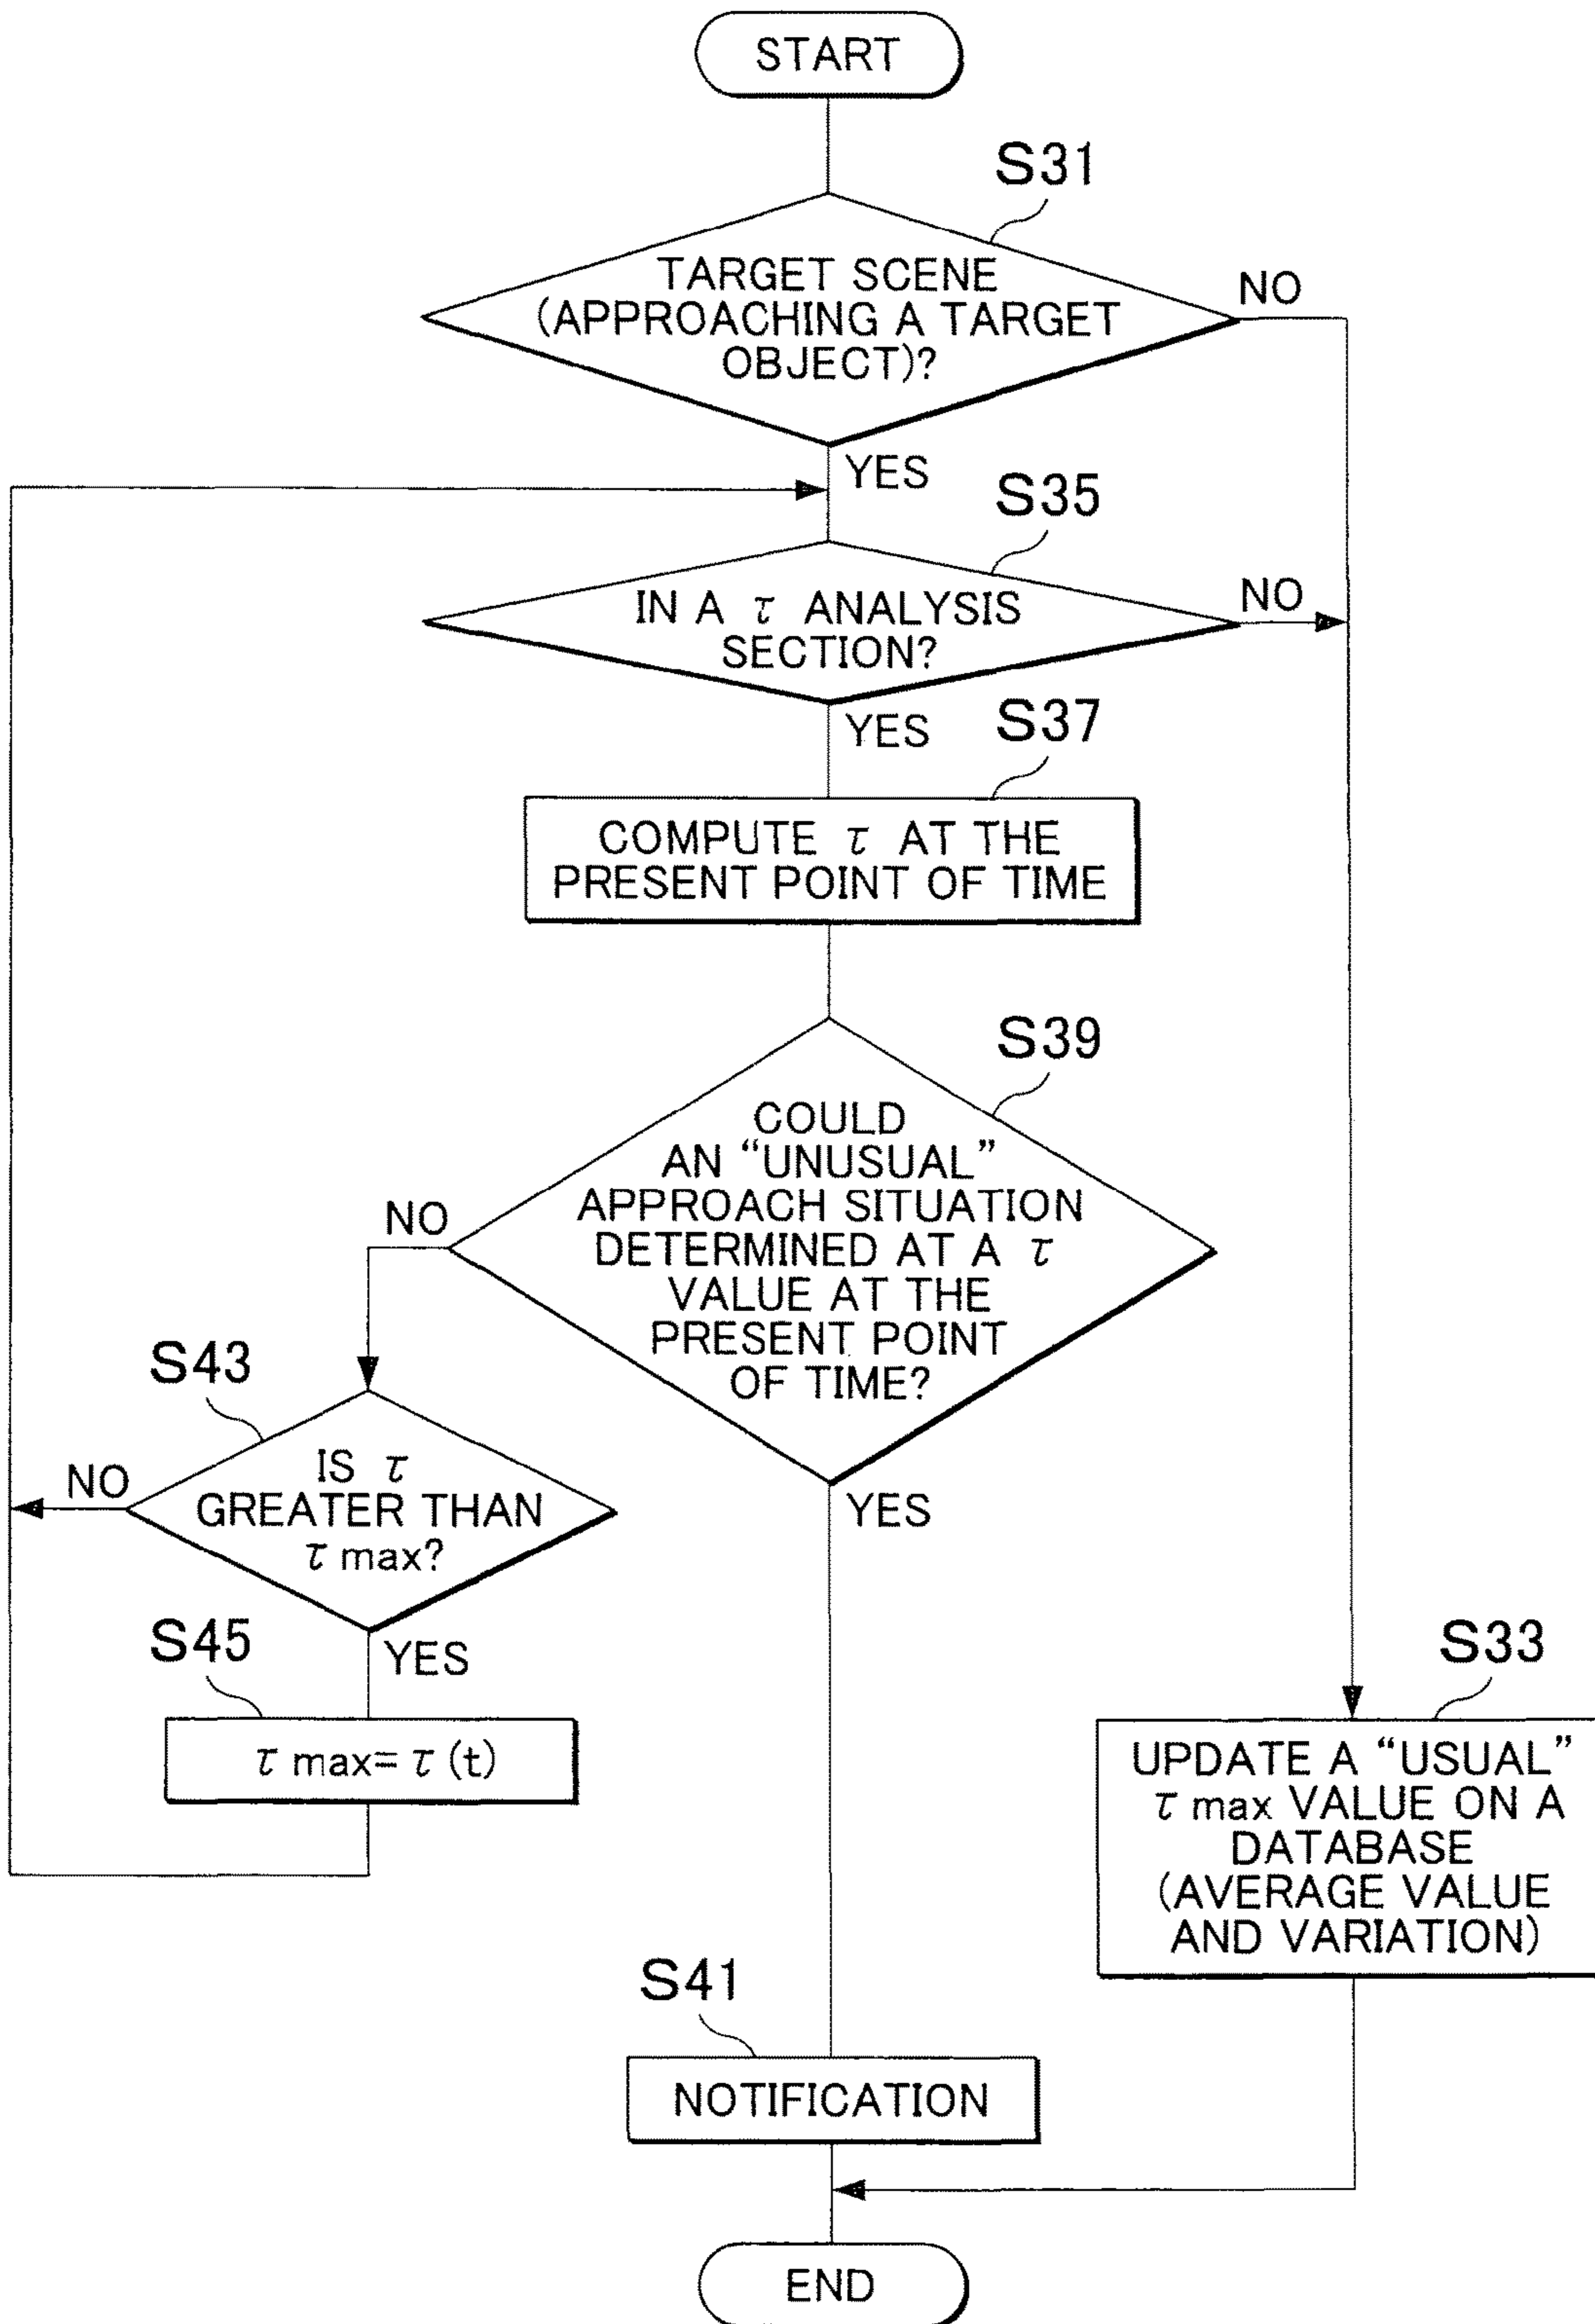 START
S31
TARGET SCENE
(APPROACHING A TARGET
OBJECT)?
NO
YES
S35
IN A τ ANALYSIS
SECTION?
NO
YES
S37
COMPUTE τ AT THE
PRESENT POINT OF TIME
S39
COULD
AN “UNUSUAL”
APPROACH SITUATION
DETERMINED AT A τ
VALUE AT THE
PRESENT POINT
OF TIME?
NO
YES
S43
IS τ
GREATER THAN
τ max?
NO
YES
S45
τ max= τ (t)
S33
UPDATE A “USUAL”
τ max VALUE ON A
DATABASE
(AVERAGE VALUE
AND VARIATION)
S41
NOTIFICATION
END